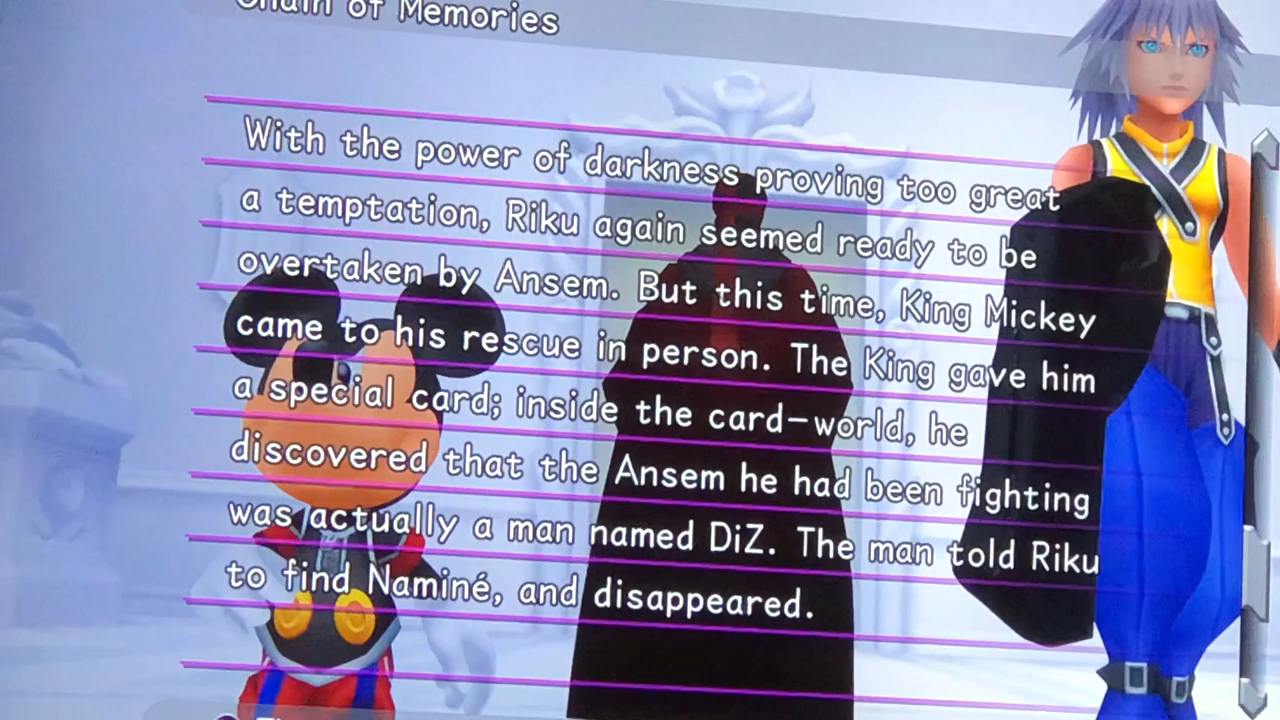 Chain of Memories
With the power of darkness proving too great
a temptation, Riku again seemed ready to be
overtaken by Ansem. But this time, King Mickey
came to his rescue in person. The King gave him
a special card; inside the card-world, he
discovered that the Ansem he had been fighting
was actually a man named DiZ. The man told Riku
to find Naminé, and disappeared.